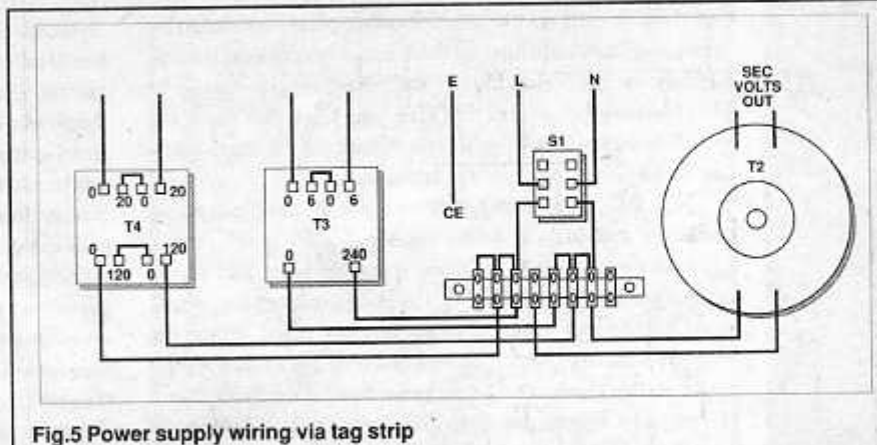 E L N
SEC
VOLTS
OUT
S1
0 20 0 20
T4
0 120
120 0
0 6 0 6
T3
0 240
CE
T2
Fig.5 Power supply wiring via tag strip